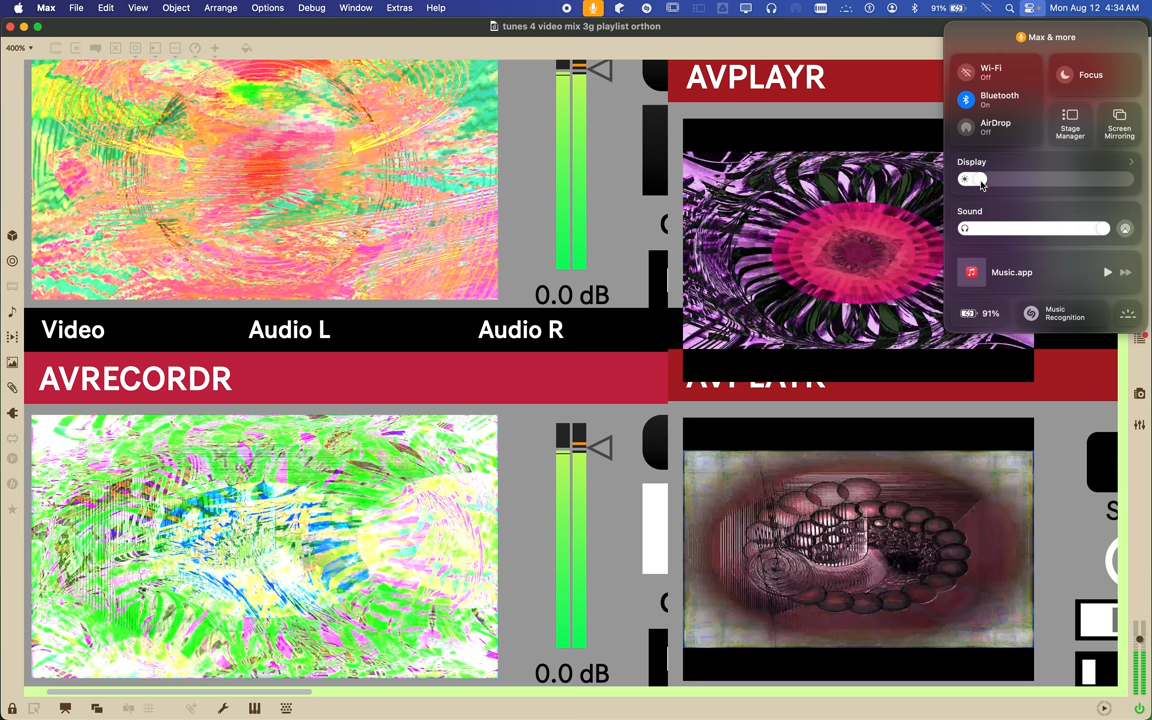 Max File Edit View Object Arrange Options Debug Window Extras Help
91% Mon Aug 12 4:34 AM
tunes 4 video mix 3g playlist orthon
400%
Max & more
Wi-Fi
Off
Bluetooth
On
AirDrop
Off
Focus
Stage
Manager
Screen
Mirroring
Display
Sound
Music.app
91%
Music
Recognition
AVPLAYR
0.0 dB
Video Audio L Audio R
AVRECORDR
AVPLAYR
0.0 dB